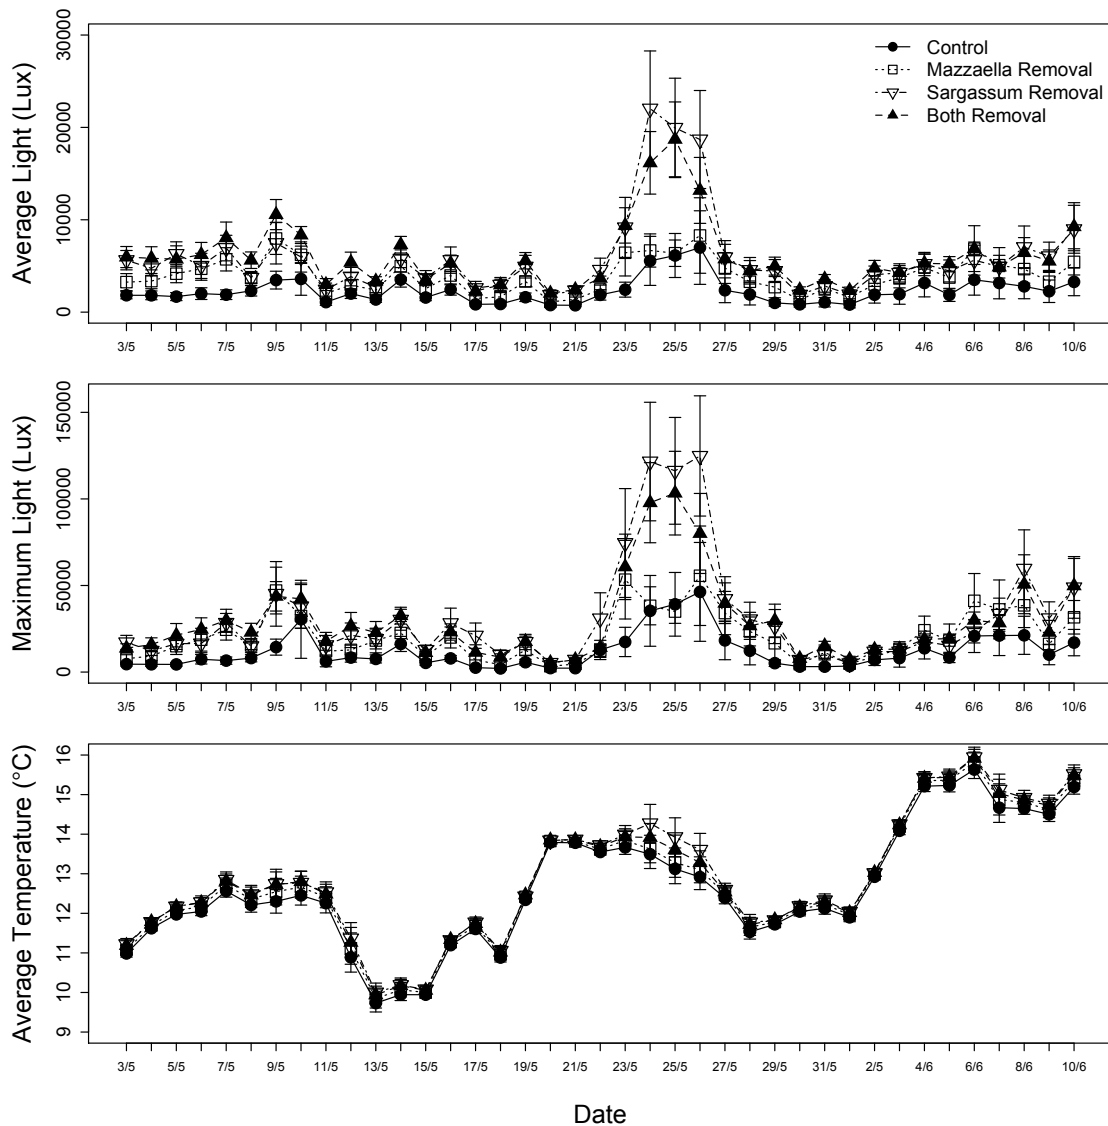 Average Light (Lux)
30000
20000
10000
0
Control
Mazzaella Removal
Sargassum Removal
Both Removal
3/5 5/5 7/5 9/5 11/5 13/5 15/5 17/5 19/5 21/5 23/5 25/5 27/5 29/5 31/5 2/5 4/6 6/6 8/6 10/6
Maximum Light (Lux)
150000
100000
50000
0
3/5 5/5 7/5 9/5 11/5 13/5 15/5 17/5 19/5 21/5 23/5 25/5 27/5 29/5 31/5 2/6 4/6 6/6 8/6 10/6
Average Temperature (°C)
16
15
14
13
12
11
10
9
3/5 5/5 7/5 9/5 11/5 13/5 15/5 17/5 19/5 21/5 23/5 25/5 27/5 29/5 31/5 2/6 4/6 6/6 8/6 10/6
Date